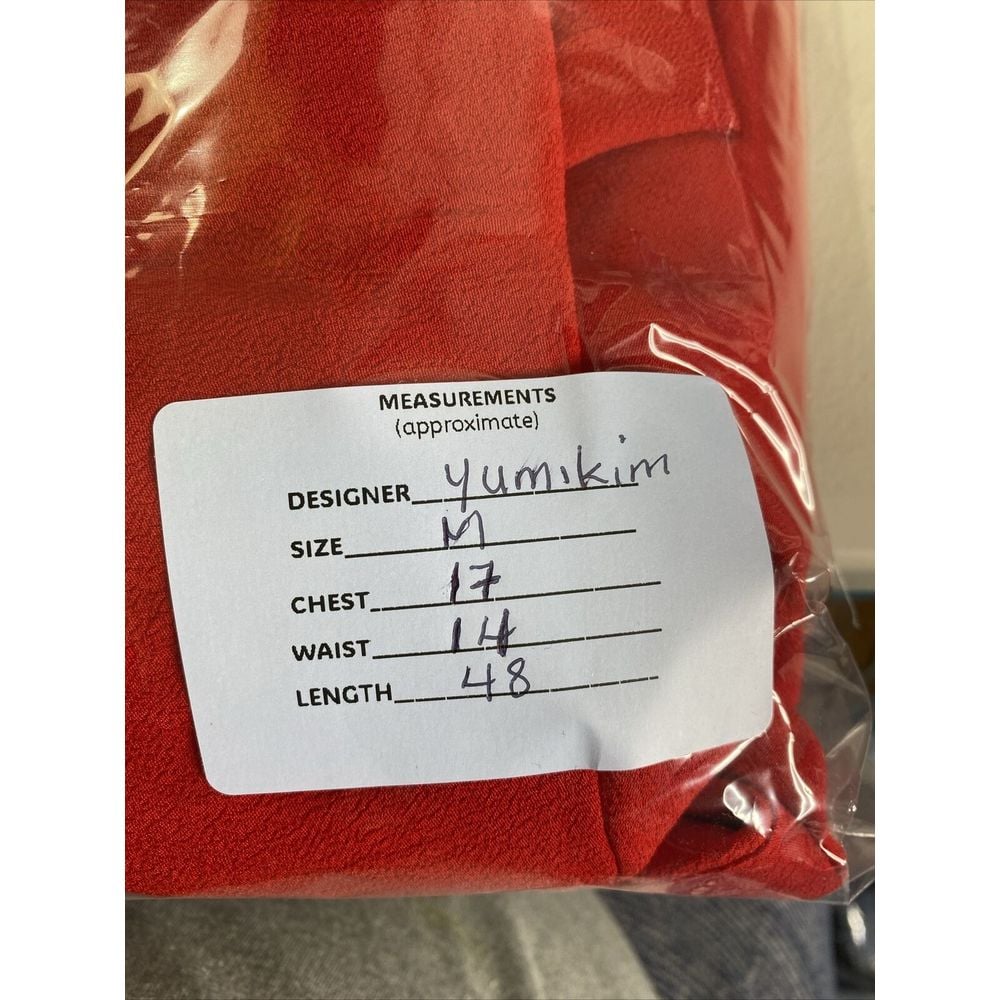 MEASUREMENTS
(approximate)
DESIGNER yumikim
SIZE M
CHEST 17
WAIST 14
LENGTH 48